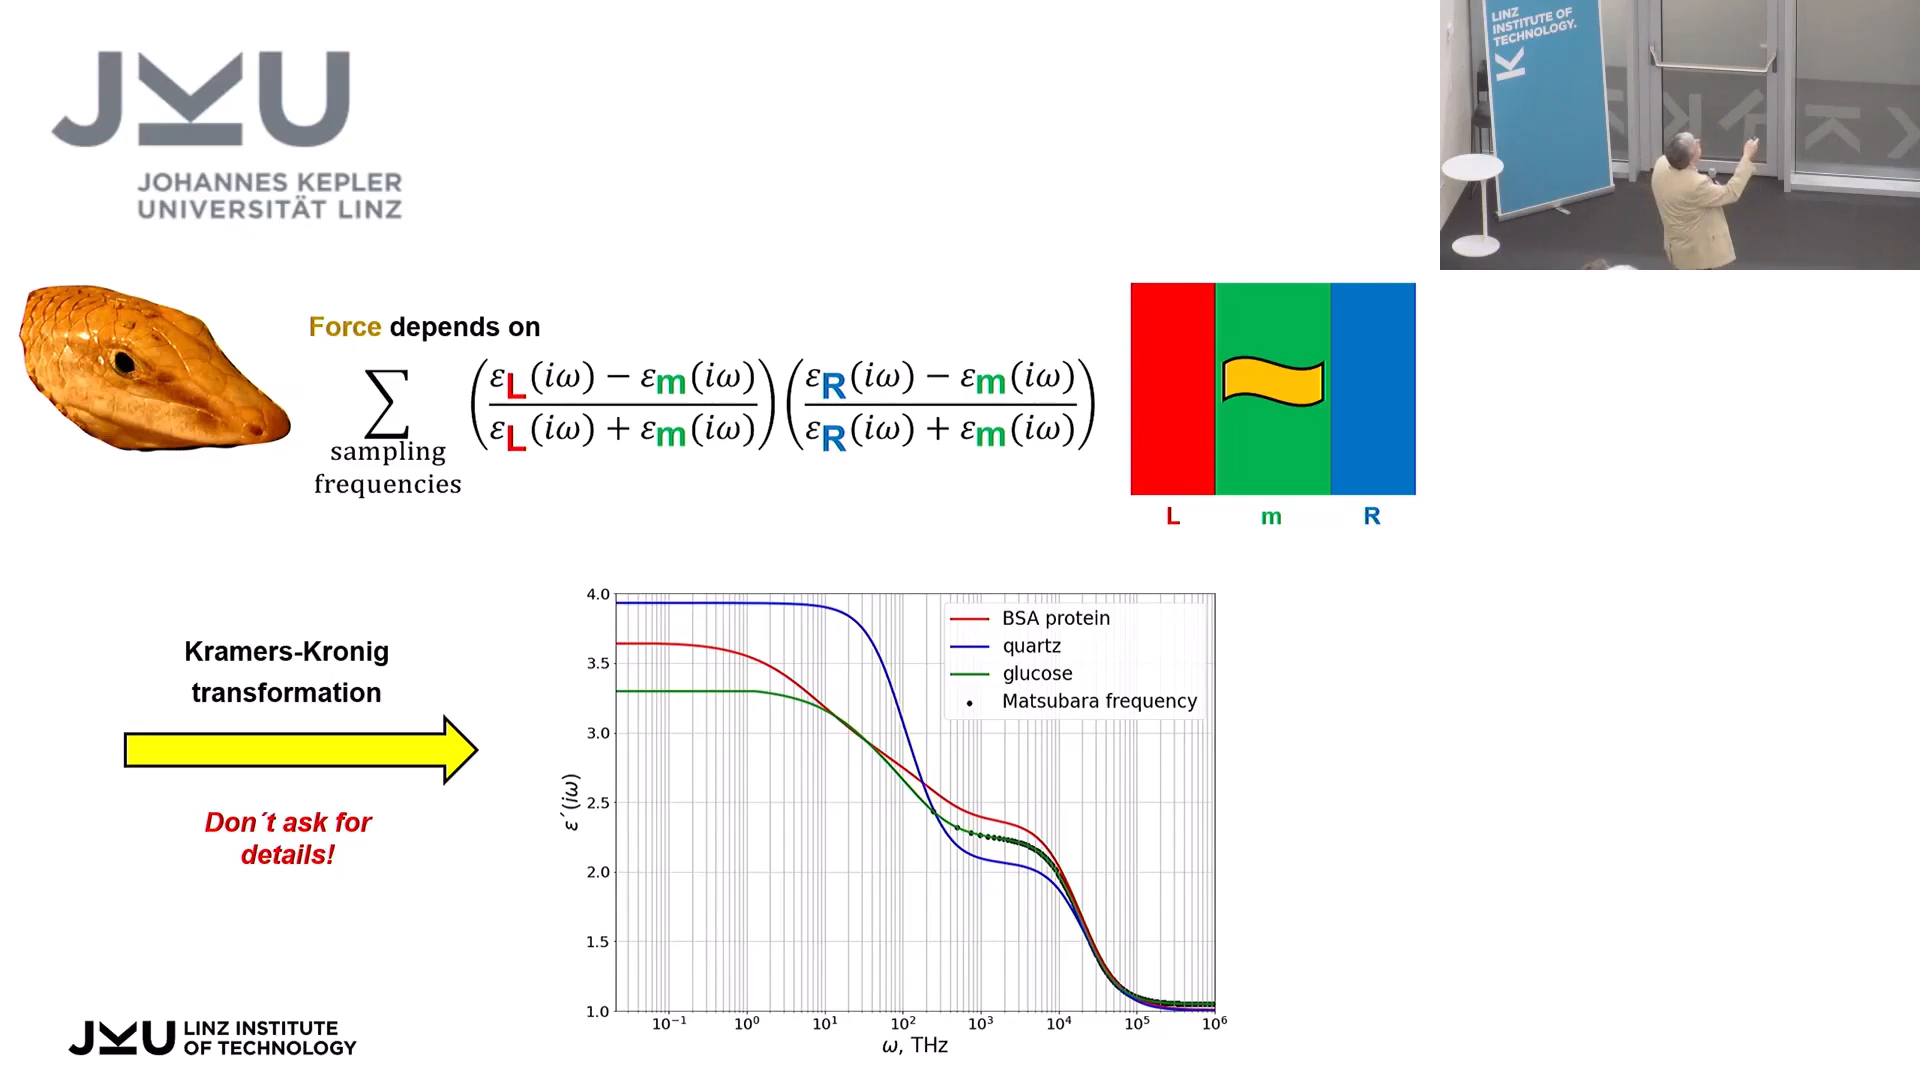 JKU
JOHANNES KEPLER
UNIVERSITÄT LINZ
LINZ
INSTITUTE OF
TECHNOLOGY.
K
Force depends on
∑ (εL(iω) − εm(iω) / εL(iω) + εm(iω)) (εR(iω) − εm(iω) / εR(iω) + εm(iω))
sampling
frequencies
L m R
Kramers-Kronig
transformation
Don´t ask for
details!
4.0
3.5
3.0
2.5
2.0
1.5
1.0
ε´(iω)
BSA protein
quartz
glucose
Matsubara frequency
10⁻¹ 10⁰ 10¹ 10² 10³ 10⁴ 10⁵ 10⁶
ω, THz
JKU LINZ INSTITUTE
OF TECHNOLOGY